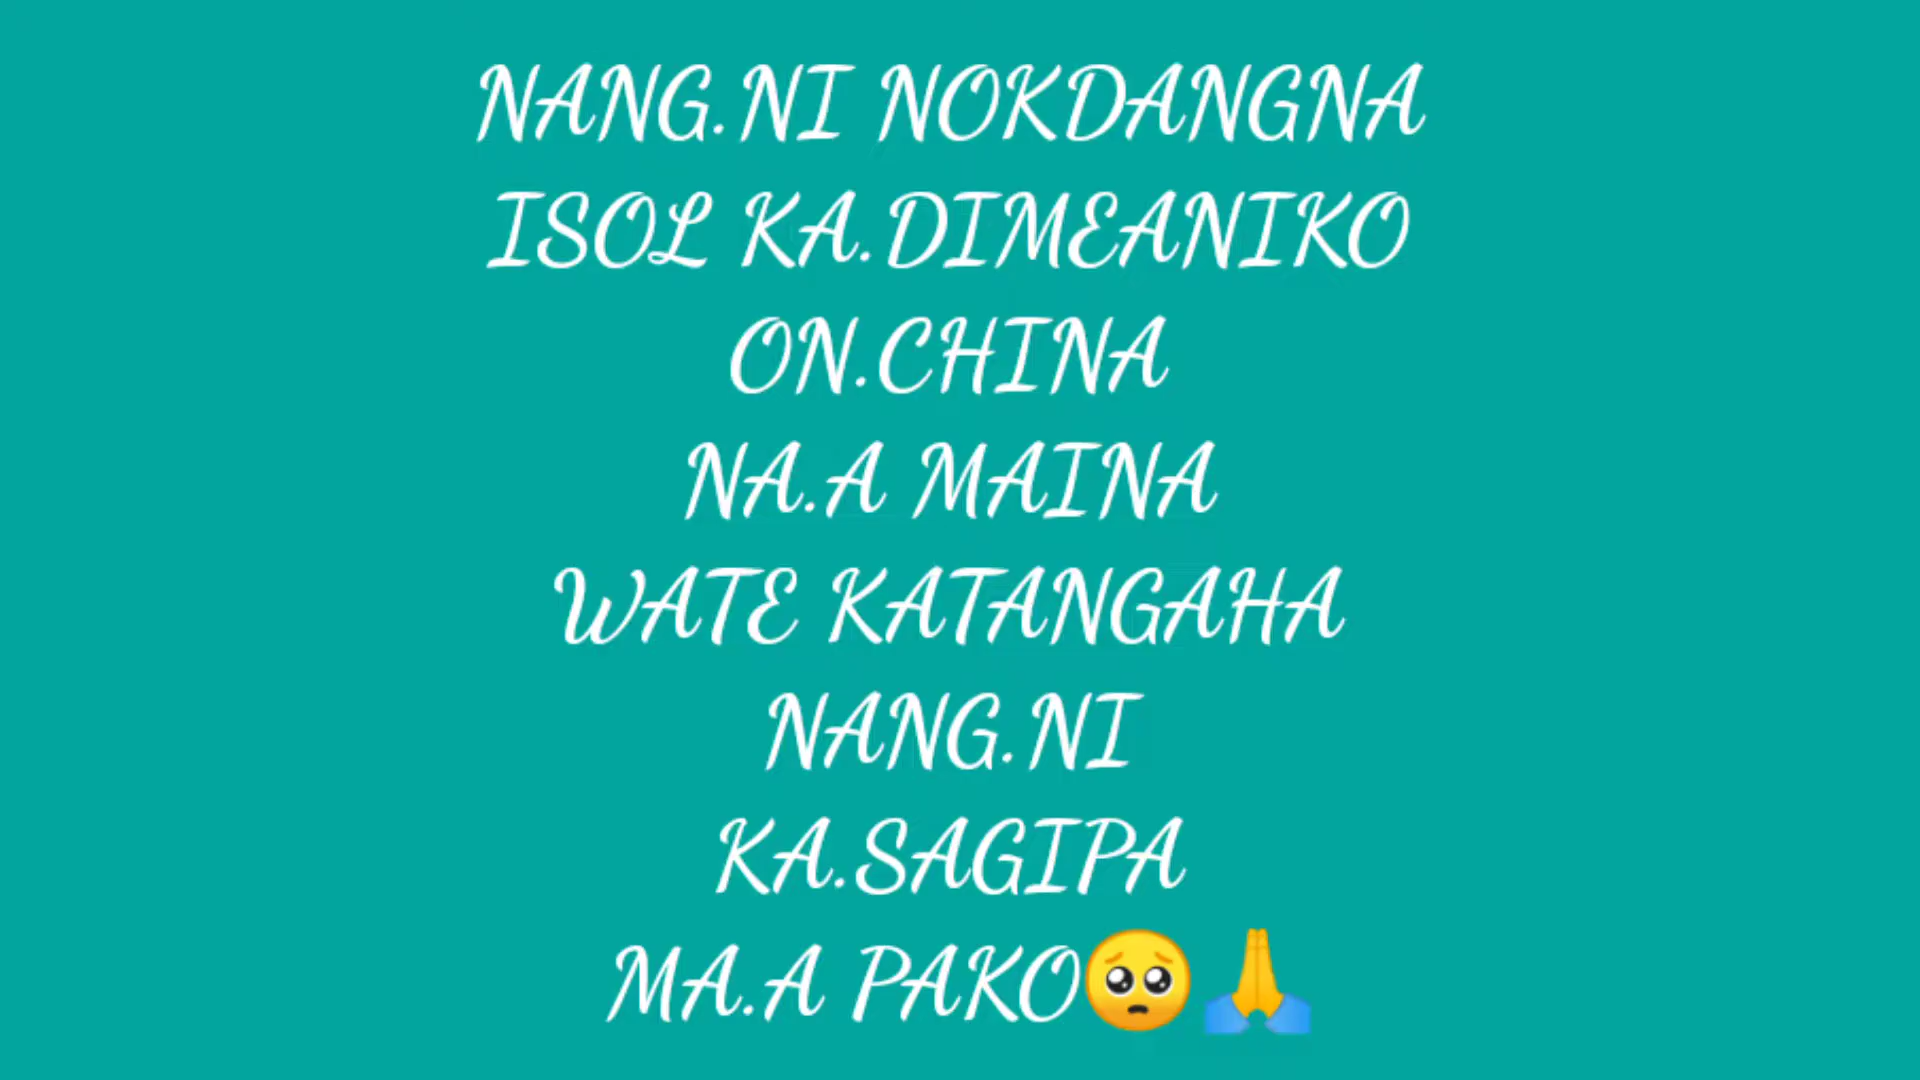 NANG.NI NOKDANGNA
ISOL KA.DIMEANIKO
ON.CHINA
NA.A MAINA
WATE KATANGAHA
NANG.NI
KA.SAGIPA
MA.A PAKO🥺🙏